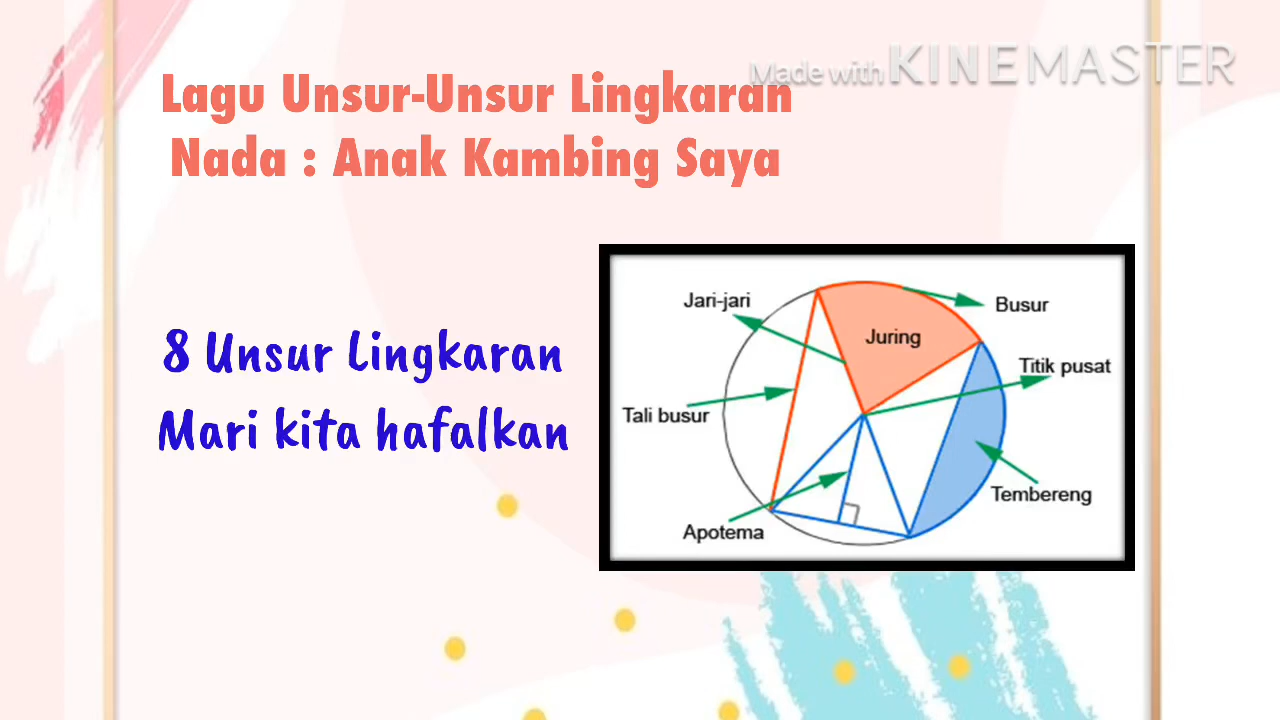 Made with KINEMASTER
Lagu Unsur-Unsur Lingkaran
Nada : Anak Kambing Saya
8 Unsur Lingkaran
Mari kita hafalkan
Jari-jari
Busur
Juring
Titik pusat
Tali busur
Tembereng
Apotema